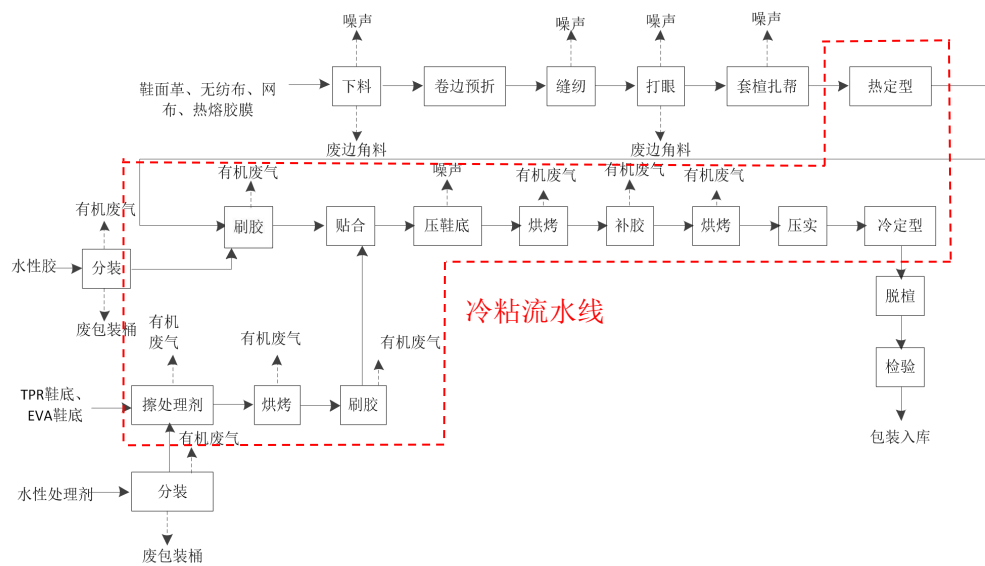 噪声
噪声
噪声
噪声
鞋面革、无纺布、网
布、热熔胶膜
下料
卷边预折
缝纫
打眼
套楦扎帮
热定型
废边角料
废边角料
有机废气
噪声
有机废气
有机废气
有机废气
有机废气
刷胶
贴合
压鞋底
烘烤
补胶
烘烤
压实
冷定型
水性胶
分装
废包装桶
冷粘流水线
脱楦
有机
废气
有机废气
有机废气
检验
TPR鞋底、
EVA鞋底
擦处理剂
烘烤
刷胶
包装入库
有机废气
水性处理剂
分装
废包装桶